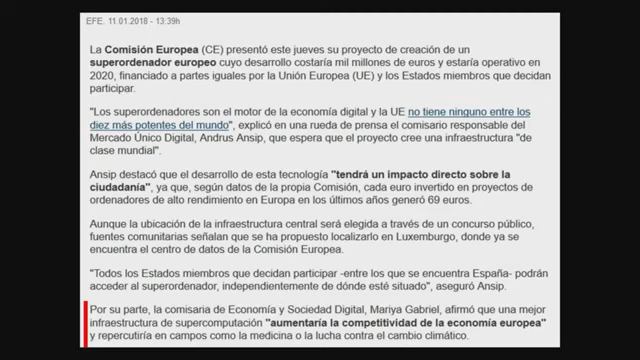 EFE. 11.01.2018 - 13:39h
La Comisión Europea (CE) presentó este jueves su proyecto de creación de un
superordenador europeo cuyo desarrollo costaría mil millones de euros y estaría operativo en
2020, financiado a partes iguales por la Unión Europea (UE) y los Estados miembros que decidan
participar.
"Los superordenadores son el motor de la economía digital y la UE no tiene ninguno entre los
diez más potentes del mundo", explicó en una rueda de prensa el comisario responsable del
Mercado Único Digital, Andrus Ansip, que espera que el proyecto cree una infraestructura "de
clase mundial".
Ansip destacó que el desarrollo de esta tecnología "tendrá un impacto directo sobre la
ciudadanía", ya que, según datos de la propia Comisión, cada euro invertido en proyectos de
ordenadores de alto rendimiento en Europa en los últimos años generó 69 euros.
Aunque la ubicación de la infraestructura central será elegida a través de un concurso público,
fuentes comunitarias señalan que se ha propuesto localizarlo en Luxemburgo, donde ya se
encuentra el centro de datos de la Comisión Europea.
"Todos los Estados miembros que decidan participar -entre los que se encuentra España- podrán
acceder al superordenador, independientemente de dónde esté situado", aseguró Ansip.
Por su parte, la comisaria de Economía y Sociedad Digital, Mariya Gabriel, afirmó que una mejor
infraestructura de supercomputación "aumentaría la competitividad de la economía europea"
y repercutiría en campos como la medicina o la lucha contra el cambio climático.